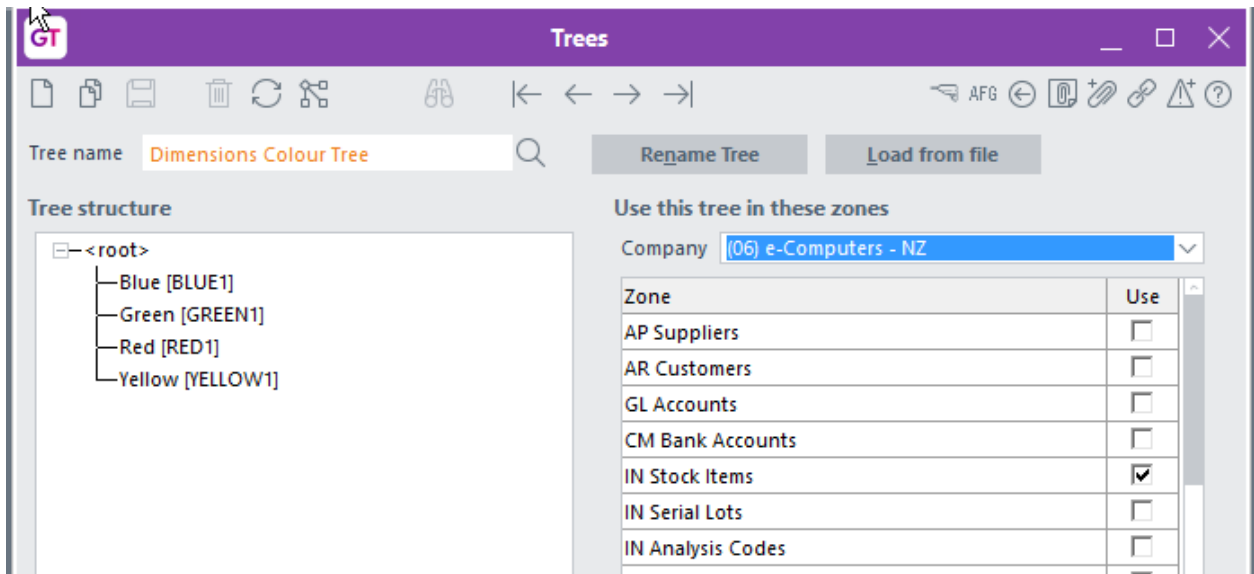 GT Trees
AFG
Tree name Dimensions Colour Tree Rename Tree Load from file
Tree structure
<root>
Blue [BLUE1]
Green [GREEN1]
Red [RED1]
Yellow [YELLOW1]
Use this tree in these zones
Company (06) e-Computers - NZ
Zone Use
AP Suppliers
AR Customers
GL Accounts
CM Bank Accounts
IN Stock Items
IN Serial Lots
IN Analysis Codes